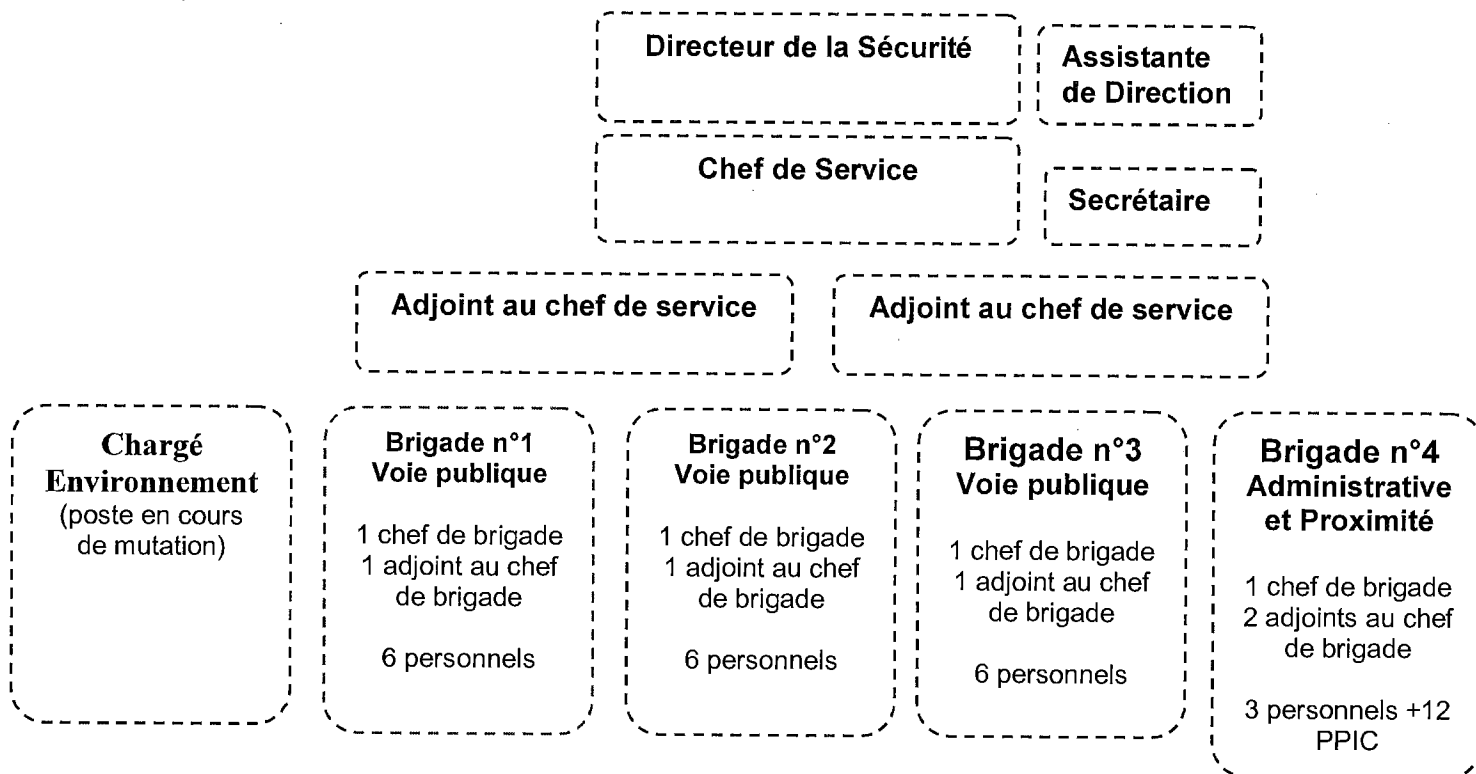 Directeur de la Sécurité
Assistante
de Direction
Chef de Service
Secrétaire
Adjoint au chef de service
Adjoint au chef de service
Chargé
Environnement
(poste en cours
de mutation)
Brigade n°1
Voie publique
1 chef de brigade
1 adjoint au chef
de brigade
6 personnels
Brigade n°2
Voie publique
1 chef de brigade
1 adjoint au chef
de brigade
6 personnels
Brigade n°3
Voie publique
1 chef de brigade
1 adjoint au chef
de brigade
6 personnels
Brigade n°4
Administrative
et Proximité
1 chef de brigade
2 adjoints au chef
de brigade
3 personnels +12
PPIC